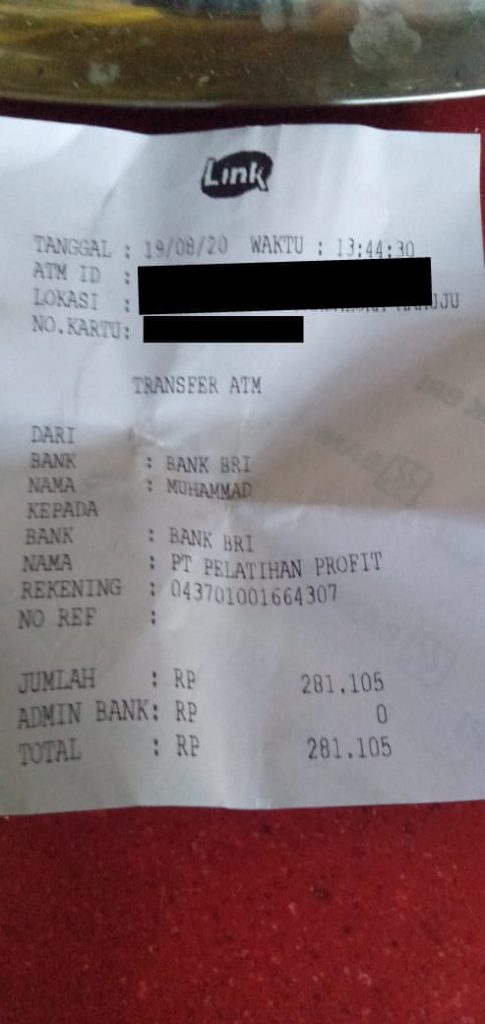 Link
TANGGAL : 19/08/20 WAKTU : 13:44:30
ATM ID :
LOKASI :
NO.KARTU:
TRANSFER ATM
DARI
BANK : BANK BRI
NAMA : MUHAMMAD
KEPADA
BANK : BANK BRI
NAMA : PT PELATIHAN PROFIT
REKENING : 043701001664307
NO REF :
JUMLAH : RP 281.105
ADMIN BANK: RP 0
TOTAL : RP 281.105